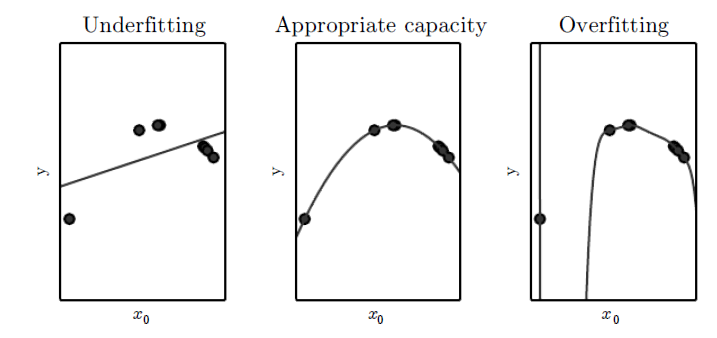 Underfitting
Appropriate capacity
Overfitting
y
y
y
x0
x0
x0